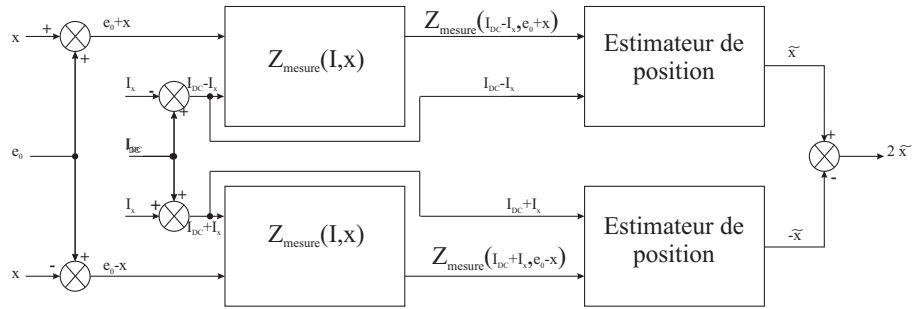 x
+
e₀+x
+
Z_mesure(I,x)
Z_mesure(I_DC-I_x,e₀+x)
Estimateur de
position
x̃
I_x
-
I_DC-I_x
+
I_DC-I_x
e₀
I_DC
+
-
2 x̃
I_x
+
+
I_DC+I_x
Z_mesure(I,x)
I_DC+I_x
Estimateur de
position
-x̃
x
-
+
e₀-x
Z_mesure(I_DC+I_x,e₀-x)